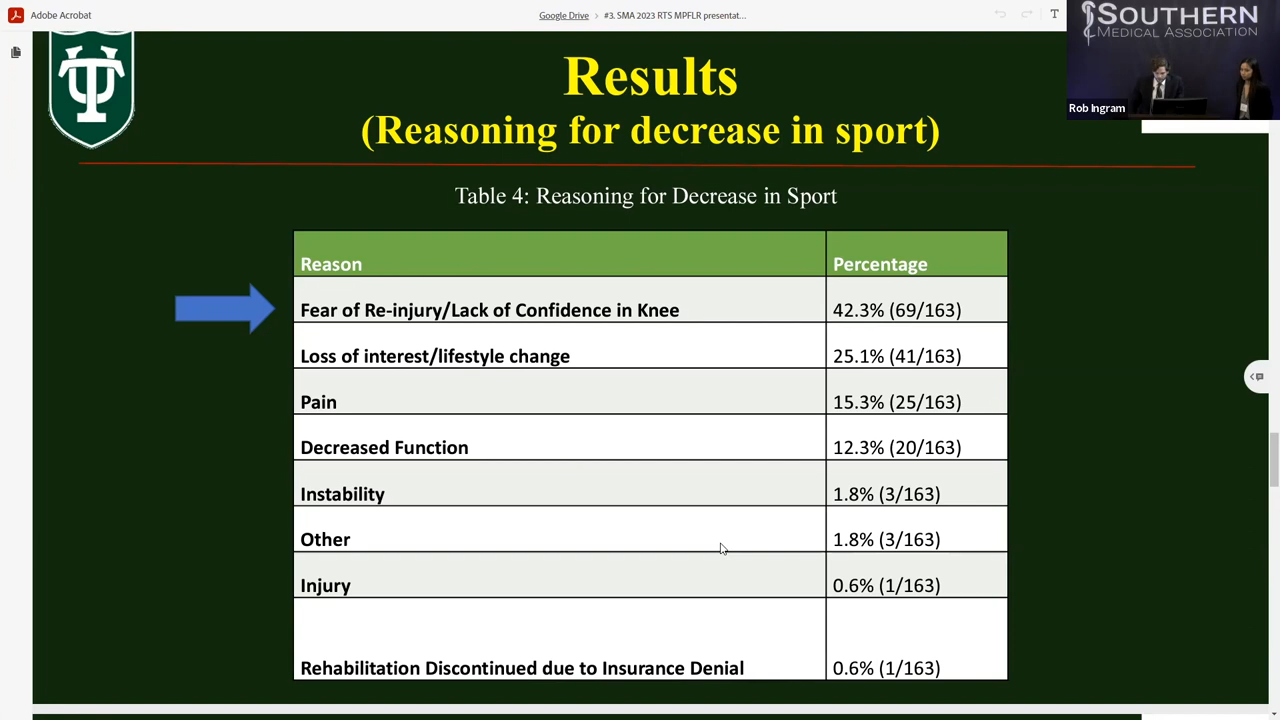 Adobe Acrobat
Google Drive › #3. SMA 2023 RTS MPFLR presentat...
T
SOUTHERN
MEDICAL ASSOCIATION
Rob Ingram
Results
(Reasoning for decrease in sport)
Table 4: Reasoning for Decrease in Sport
Reason Percentage
Fear of Re-injury/Lack of Confidence in Knee 42.3% (69/163)
Loss of interest/lifestyle change 25.1% (41/163)
Pain 15.3% (25/163)
Decreased Function 12.3% (20/163)
Instability 1.8% (3/163)
Other 1.8% (3/163)
Injury 0.6% (1/163)
Rehabilitation Discontinued due to Insurance Denial 0.6% (1/163)